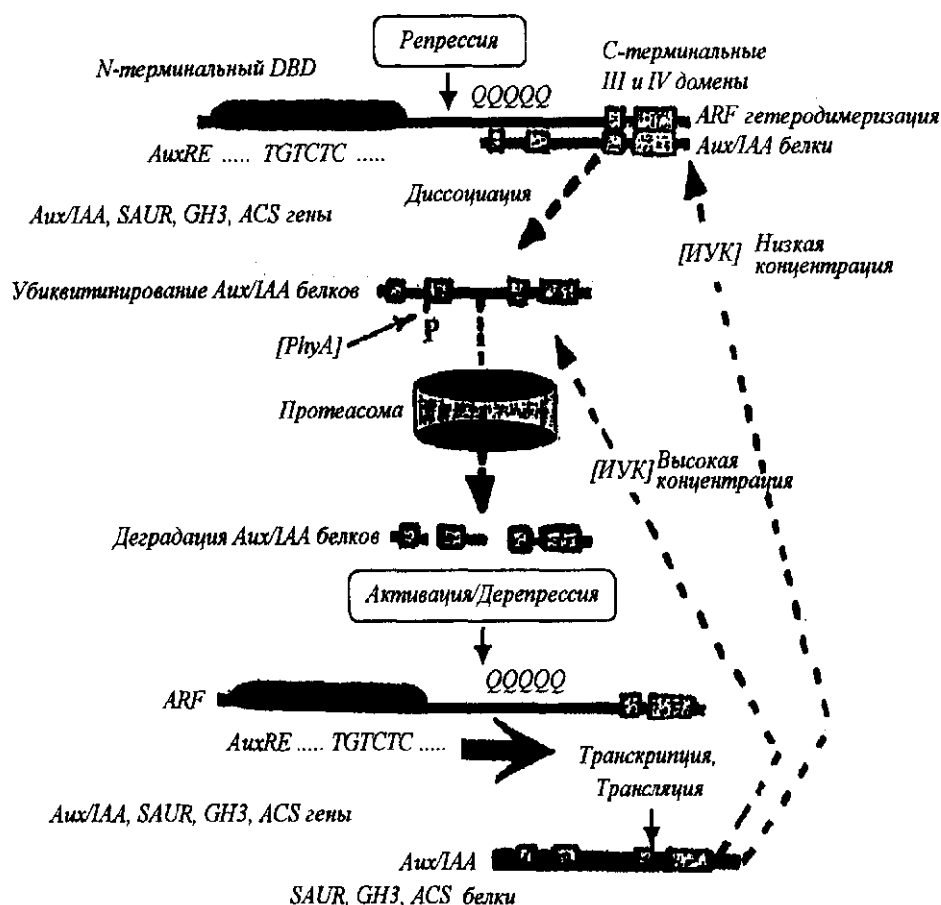 Репрессия
N-терминальный DBD
С-терминальные
III и IV домены
QQQQQ
ARF гетеродимеризация
Aux/IAA белки
AuxRE ..... TGTCTC .....
Диссоциация
Aux/IAA, SAUR, GH3, ACS гены
[ИУК] Низкая
концентрация
Убиквитинирование Aux/IAA белков
P
[PhyA]
Протеасома
[ИУК] Высокая
концентрация
Деградация Aux/IAA белков
Активация/Дерепрессия
QQQQQ
ARF
AuxRE ..... TGTCTC .....
Транскрипция,
Трансляция
Aux/IAA, SAUR, GH3, ACS гены
Aux/IAA
SAUR, GH3, ACS белки